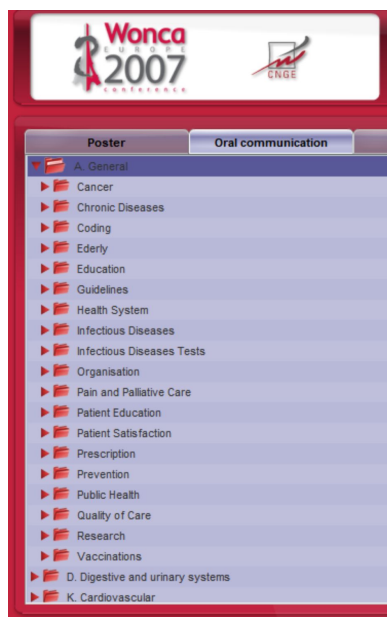 Wonca
EUROPE
2007
conference
CNGE
Poster
Oral communication
A. General
Cancer
Chronic Diseases
Coding
Ederly
Education
Guidelines
Health System
Infectious Diseases
Infectious Diseases Tests
Organisation
Pain and Palliative Care
Patient Education
Patient Satisfaction
Prescription
Prevention
Public Health
Quality of Care
Research
Vaccinations
D. Digestive and urinary systems
K. Cardiovascular